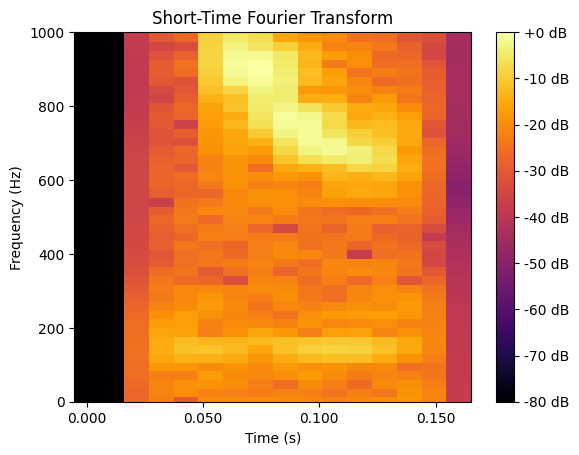 Short-Time Fourier Transform
1000
800
600
400
200
0
Frequency (Hz)
0.000
0.050
0.100
0.150
Time (s)
+0 dB
-10 dB
-20 dB
-30 dB
-40 dB
-50 dB
-60 dB
-70 dB
-80 dB